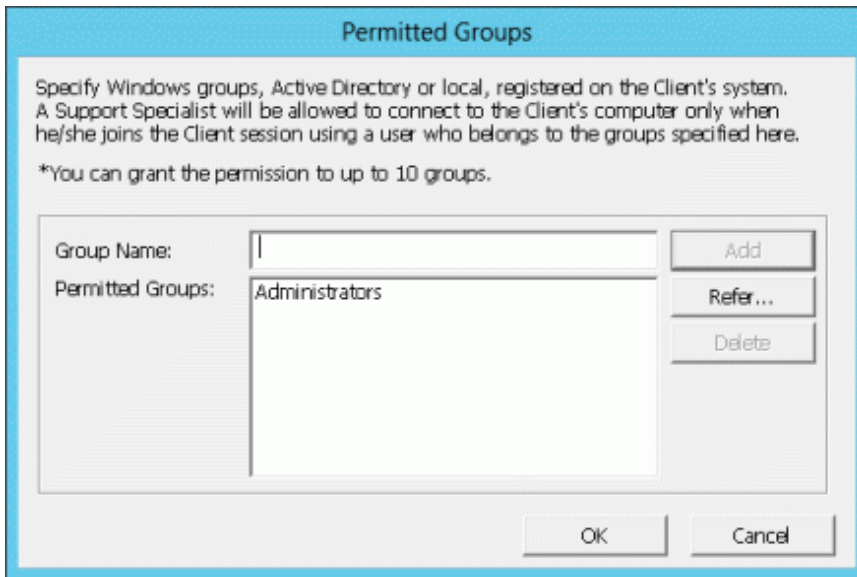 Permitted Groups
Specify Windows groups, Active Directory or local, registered on the Client's system.
A Support Specialist will be allowed to connect to the Client's computer only when
he/she joins the Client session using a user who belongs to the groups specified here.
*You can grant the permission to up to 10 groups.
Group Name:
Add
Permitted Groups:
Administrators
Refer...
Delete
OK
Cancel